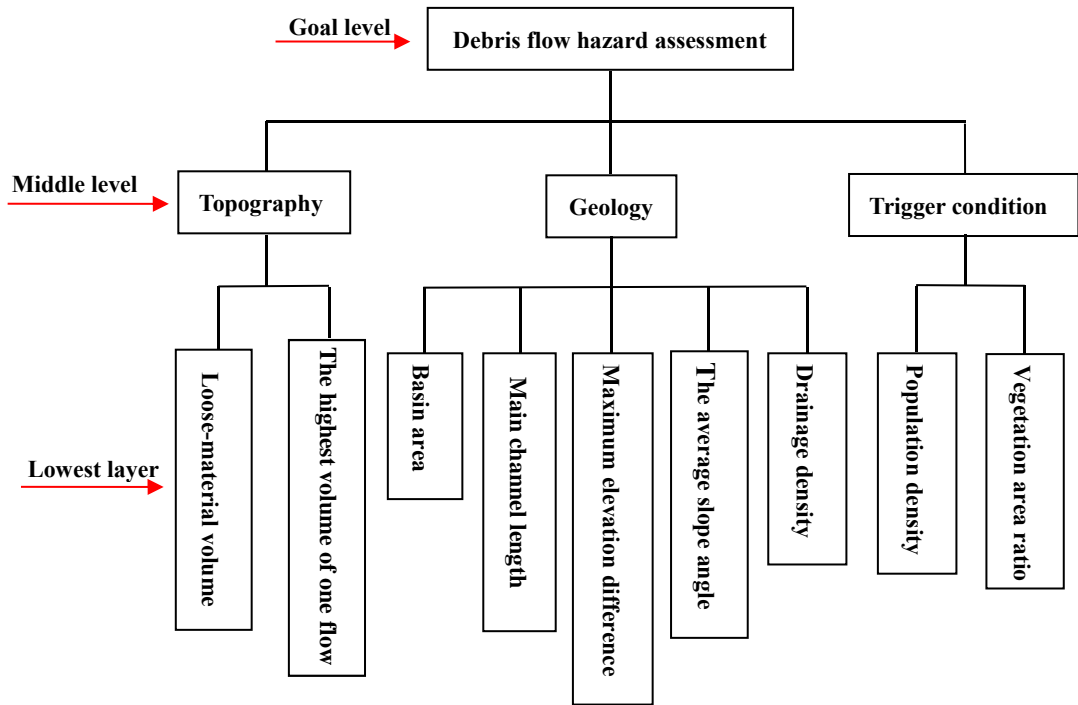 Goal level
Debris flow hazard assessment
Middle level
Topography
Geology
Trigger condition
Lowest layer
Loose-material volume
The highest volume of one flow
Basin area
Main channel length
Maximum elevation difference
The average slope angle
Drainage density
Population density
Vegetation area ratio